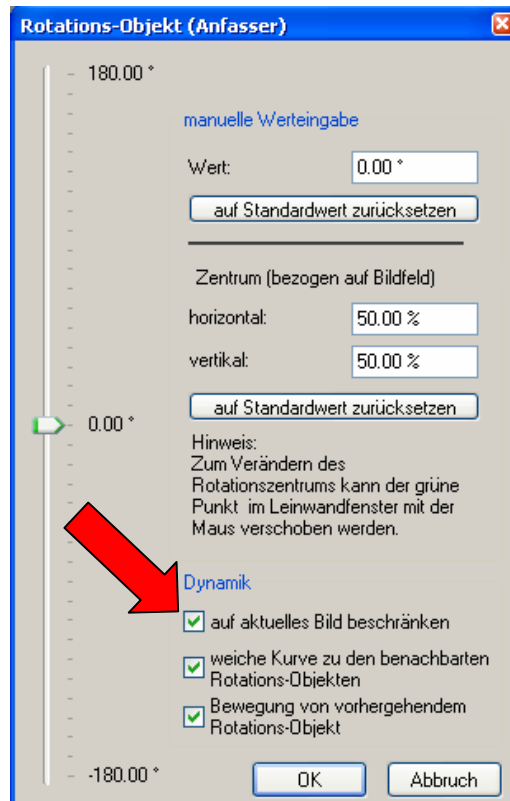 Rotations-Objekt (Anfasser)
180.00 °
manuelle Werteingabe
Wert: 0.00 °
auf Standardwert zurücksetzen
Zentrum (bezogen auf Bildfeld)
horizontal: 50.00 %
vertikal: 50.00 %
auf Standardwert zurücksetzen
0.00 °
Hinweis:
Zum Verändern des
Rotationszentrums kann der grüne
Punkt im Leinwandfenster mit der
Maus verschoben werden.
Dynamik
auf aktuelles Bild beschränken
weiche Kurve zu den benachbarten
Rotations-Objekten
Bewegung von vorhergehendem
Rotations-Objekt
-180.00 °
OK Abbruch